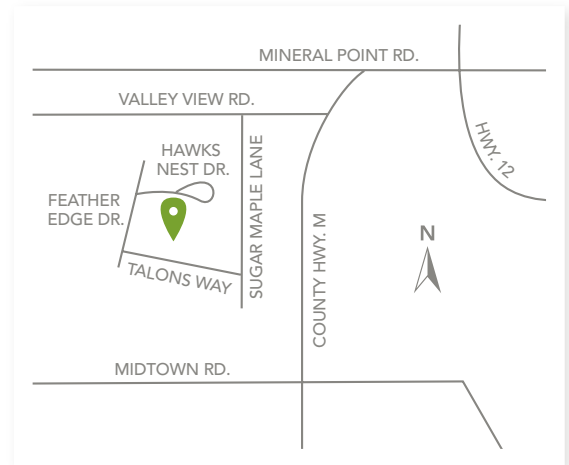 MINERAL POINT RD.
VALLEY VIEW RD.
HWY. 12
HAWKS
NEST DR.
FEATHER
EDGE DR.
SUGAR MAPLE LANE
COUNTY HWY. M
N
TALONS WAY
MIDTOWN RD.